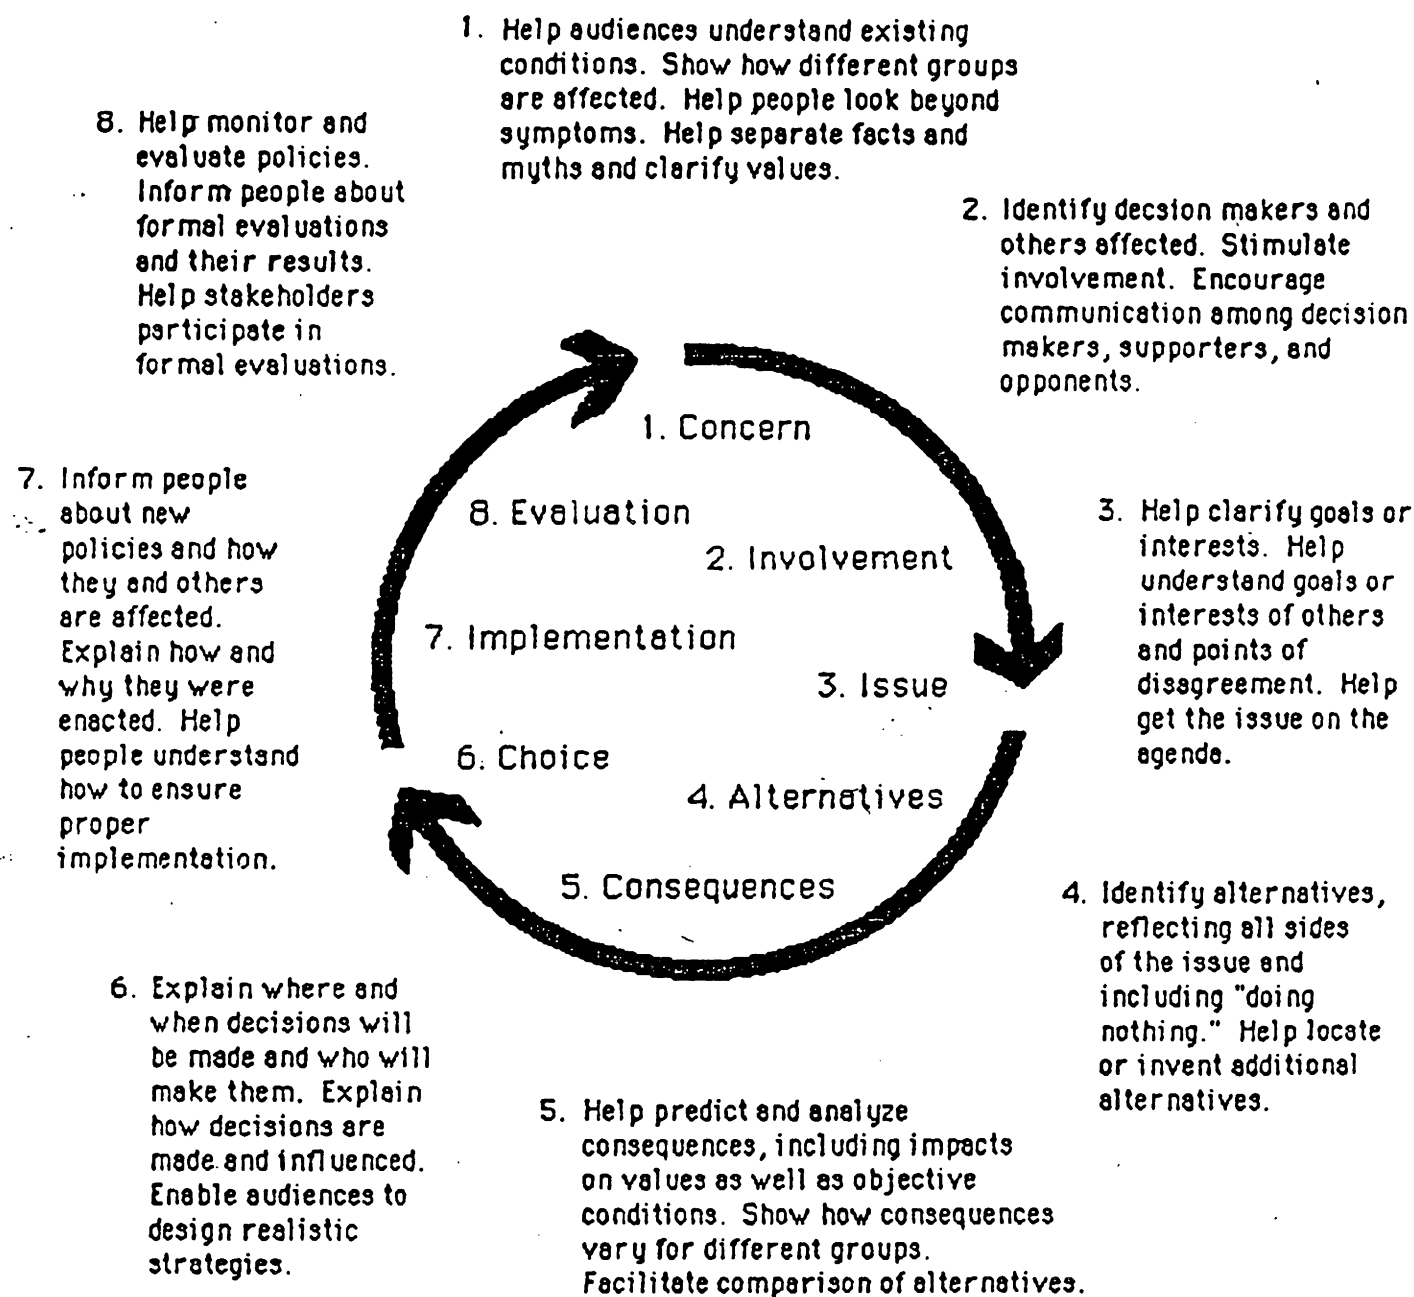 1. Help audiences understand existing
conditions. Show how different groups
are affected. Help people look beyond
symptoms. Help separate facts and
myths and clarify values.
2. Identify decsion makers and
others affected. Stimulate
involvement. Encourage
communication among decision
makers, supporters, and
opponents.
3. Help clarify goals or
interests. Help
understand goals or
interests of others
and points of
disagreement. Help
get the issue on the
agenda.
4. Identify alternatives,
reflecting all sides
of the issue and
including "doing
nothing." Help locate
or invent additional
alternatives.
5. Help predict and analyze
consequences, including impacts
on values as well as objective
conditions. Show how consequences
vary for different groups.
Facilitate comparison of alternatives.
6. Explain where and
when decisions will
be made and who will
make them. Explain
how decisions are
made and influenced.
Enable audiences to
design realistic
strategies.
7. Inform people
about new
policies and how
they and others
are affected.
Explain how and
why they were
enacted. Help
people understand
how to ensure
proper
implementation.
8. Help monitor and
evaluate policies.
Inform people about
formal evaluations
and their results.
Help stakeholders
participate in
formal evaluations.
1. Concern
8. Evaluation
2. Involvement
7. Implementation
3. Issue
6. Choice
4. Alternatives
5. Consequences